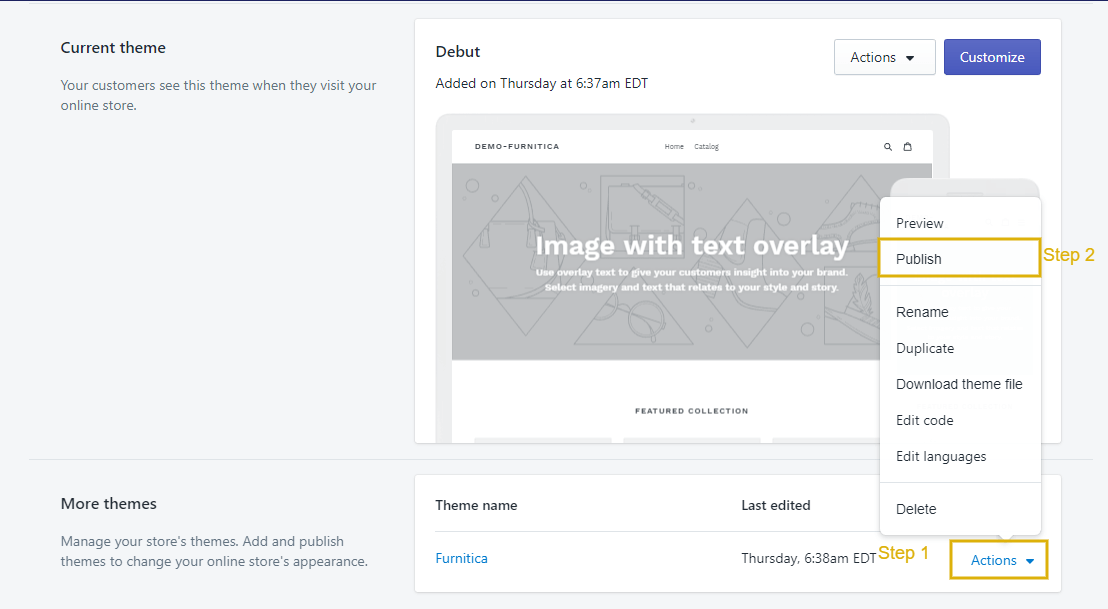 Current theme
Your customers see this theme when they visit your
online store.
Debut
Added on Thursday at 6:37am EDT
Actions
Customize
DEMO-FURNITICA
Home Catalog
Image with text overlay
Use overlay text to give your customers insight into your brand.
Select imagery and text that relates to your style and story.
FEATURED COLLECTION
Preview
Publish
Step 2
Rename
Duplicate
Download theme file
Edit code
Edit languages
Delete
More themes
Manage your store's themes. Add and publish
themes to change your online store's appearance.
Theme name
Last edited
Furnitica
Thursday, 6:38am EDT
Step 1
Actions